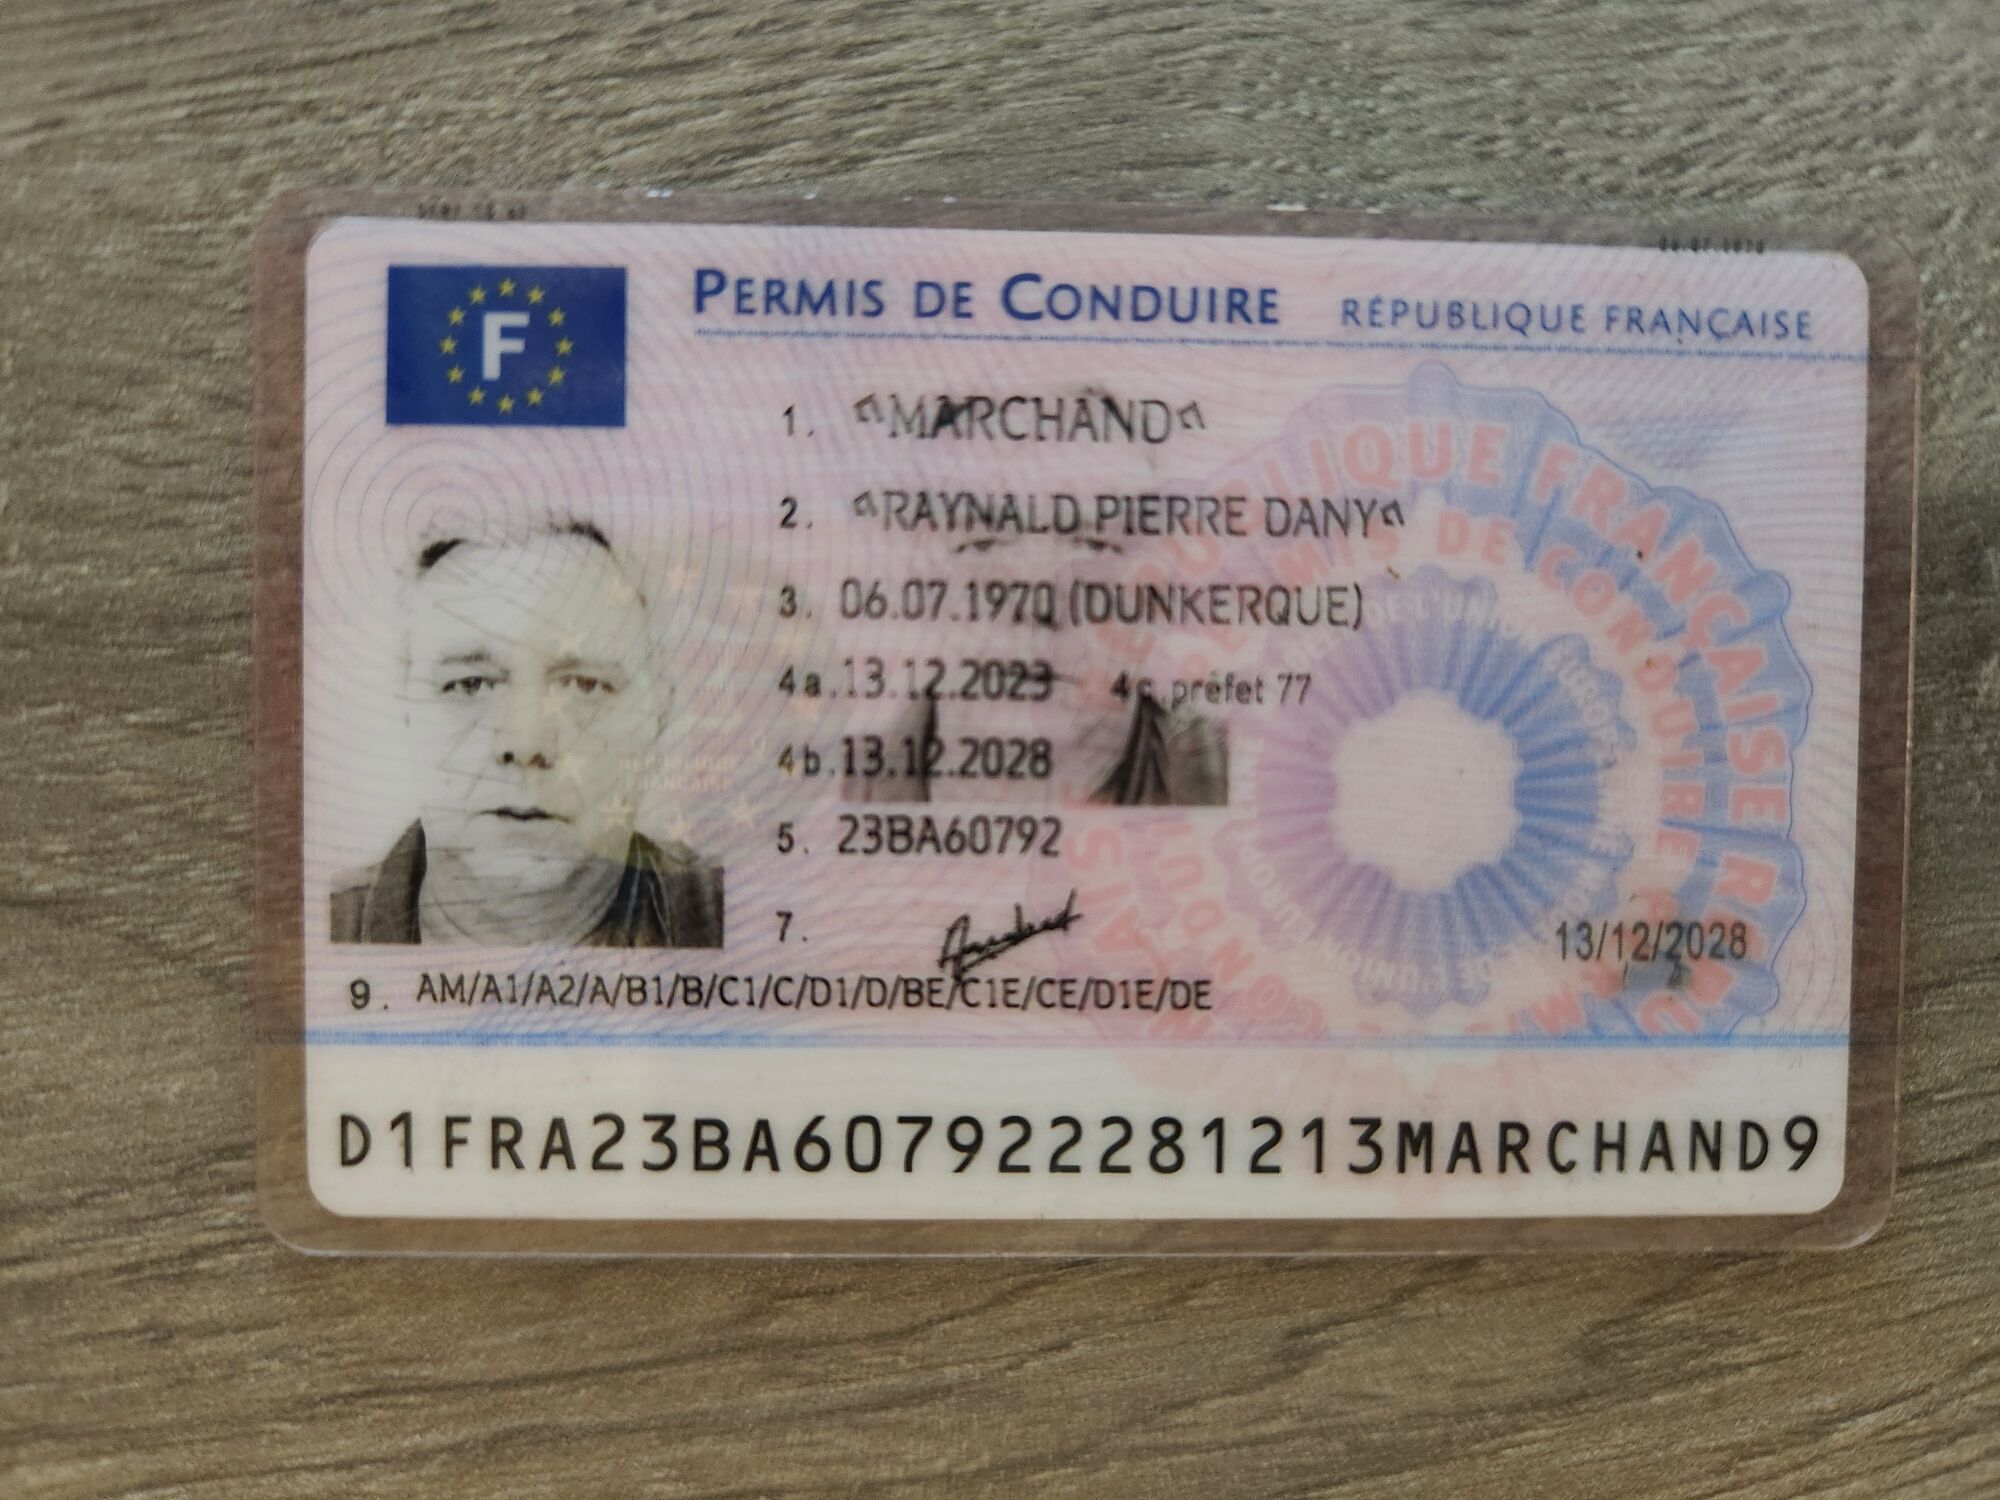 F
PERMIS DE CONDUIRE RÉPUBLIQUE FRANÇAISE
1. MARCHAND
2. RAYNALD PIERRE DANY
3. 06.07.1970 (DUNKERQUE)
4a. 13.12.2023 4c. préfet 77
4b. 13.12.2028
5. 23BA60792
7.
13/12/2028
9. AM/A1/A2/A/B1/B/C1/C/D1/D/BE/C1E/CE/D1E/DE
D1FRA23BA607922281213MARCHAND9